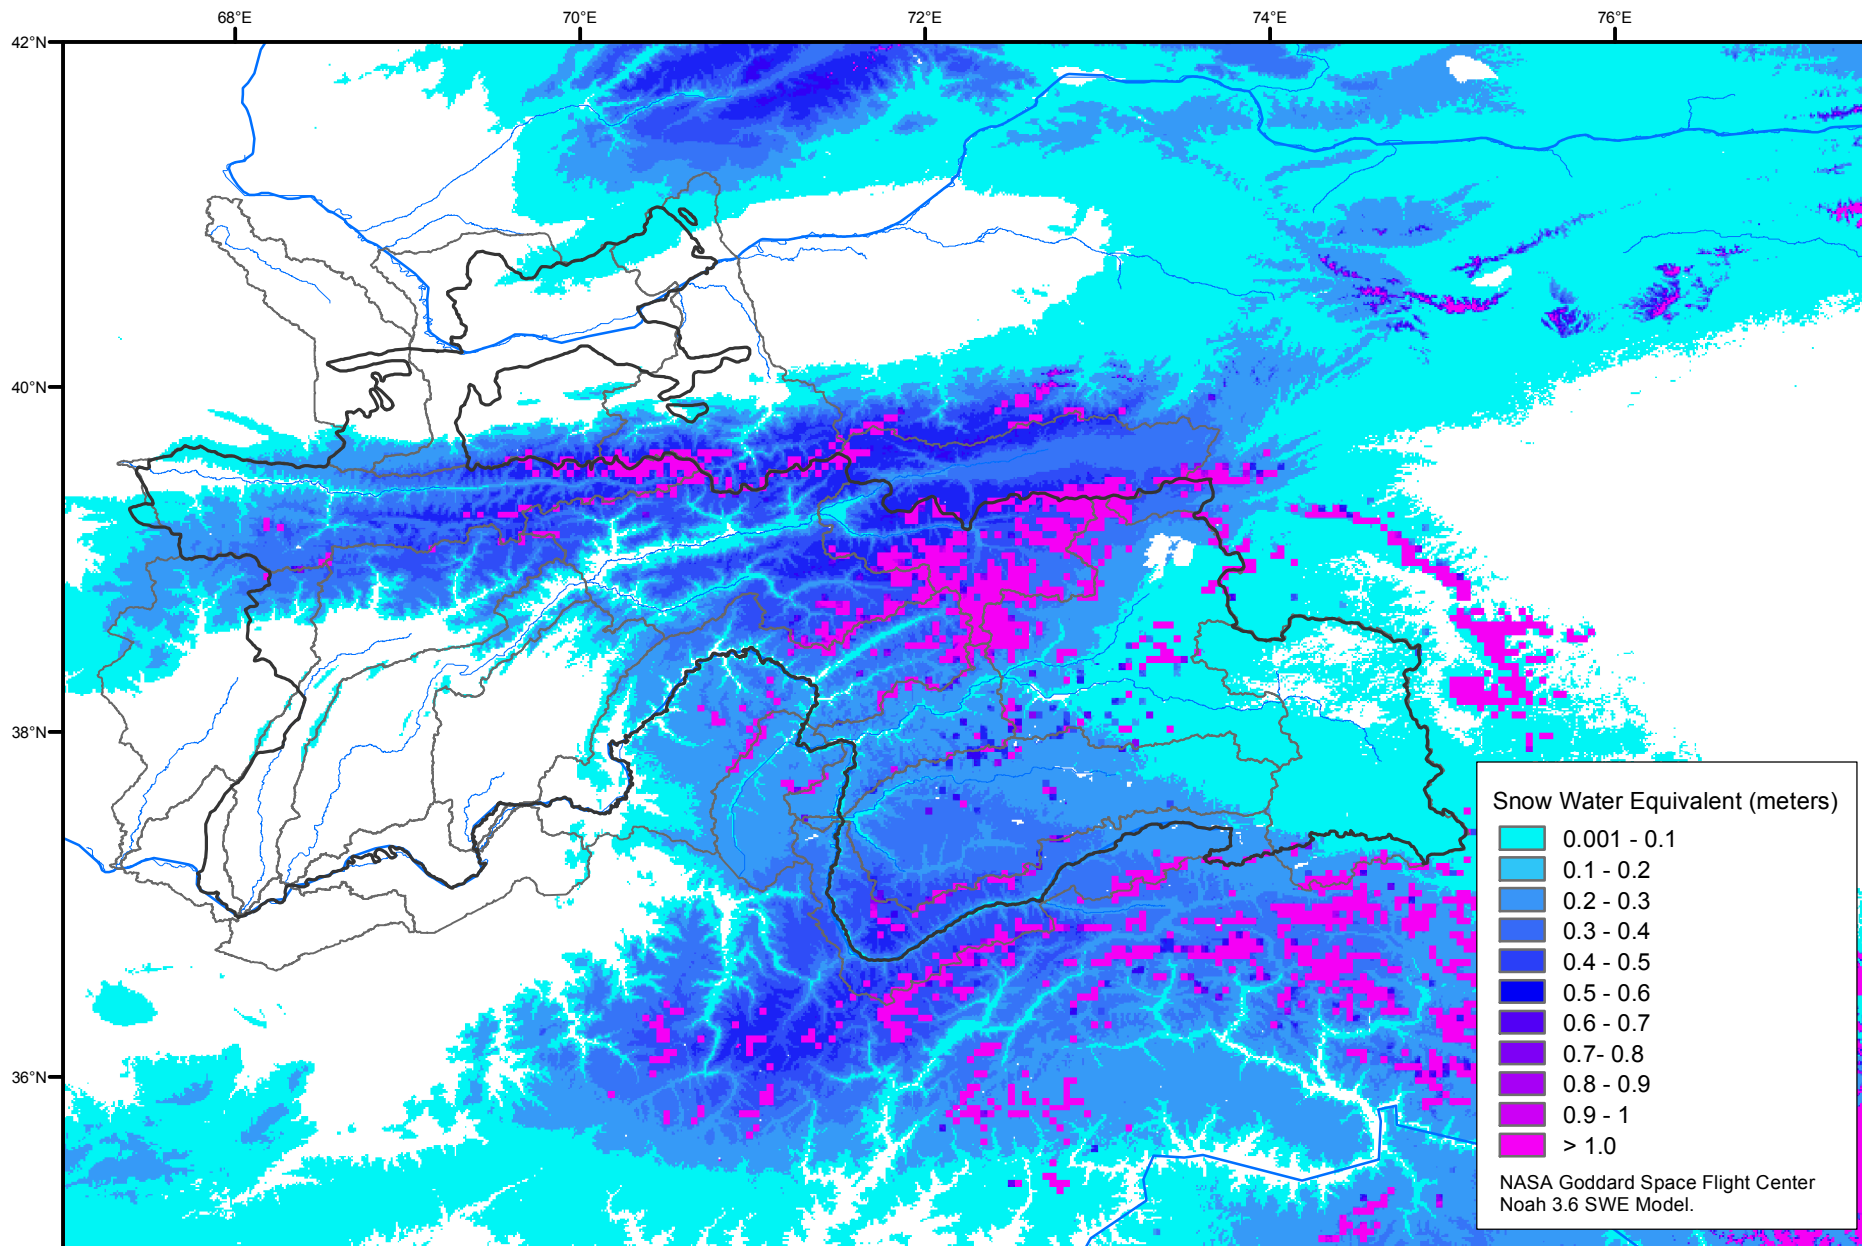 68°E 70°E 72°E 74°E 76°E
42°N
40°N
38°N
36°N
Snow Water Equivalent (meters)
0.001 - 0.1
0.1 - 0.2
0.2 - 0.3
0.3 - 0.4
0.4 - 0.5
0.5 - 0.6
0.6 - 0.7
0.7- 0.8
0.8 - 0.9
0.9 - 1
> 1.0
NASA Goddard Space Flight Center
Noah 3.6 SWE Model.